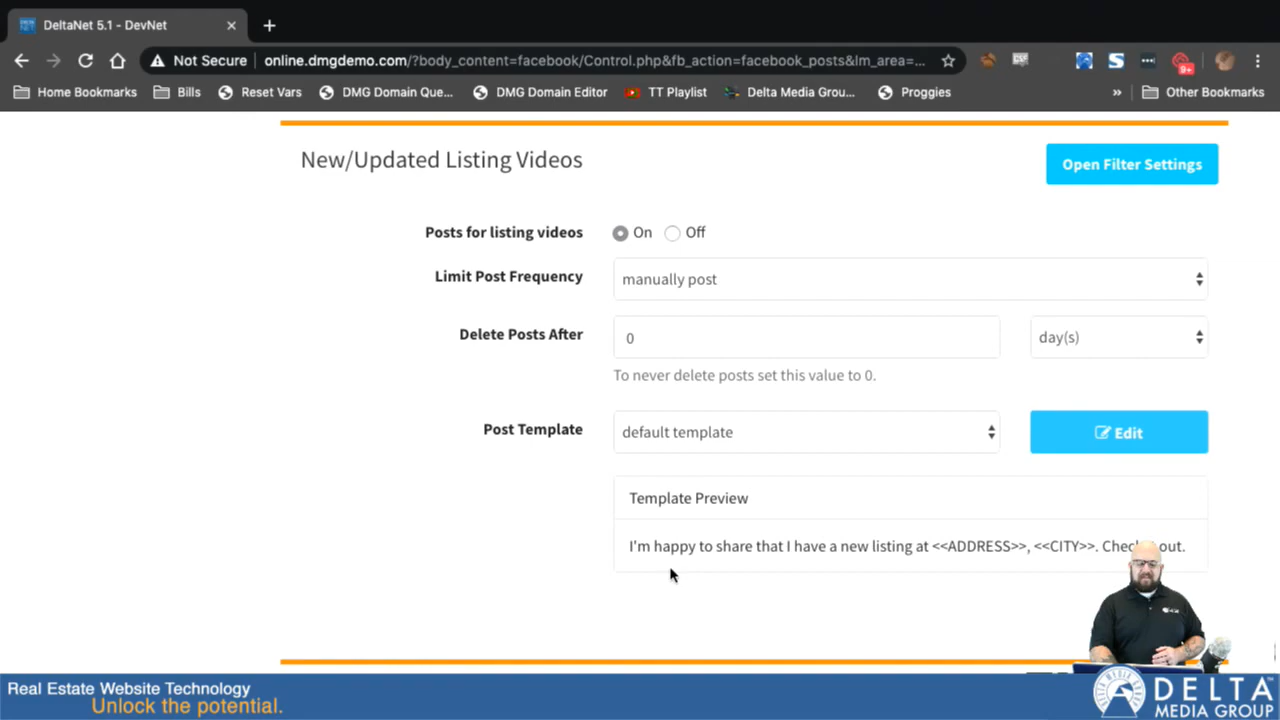 DeltaNet 5.1 - DevNet
Not Secure online.dmgdemo.com/?body_content=facebook/Control.php&fb_action=facebook_posts&lm_area=...
9+
Home Bookmarks Bills Reset Vars DMG Domain Que... DMG Domain Editor TT Playlist Delta Media Grou... Proggies » Other Bookmarks
New/Updated Listing Videos
Open Filter Settings
Posts for listing videos On Off
Limit Post Frequency manually post
Delete Posts After 0 day(s)
To never delete posts set this value to 0.
Post Template default template Edit
Template Preview
I'm happy to share that I have a new listing at <<ADDRESS>>, <<CITY>>. Check out.
Real Estate Website Technology
Unlock the potential.
DELTA
MEDIA GROUP